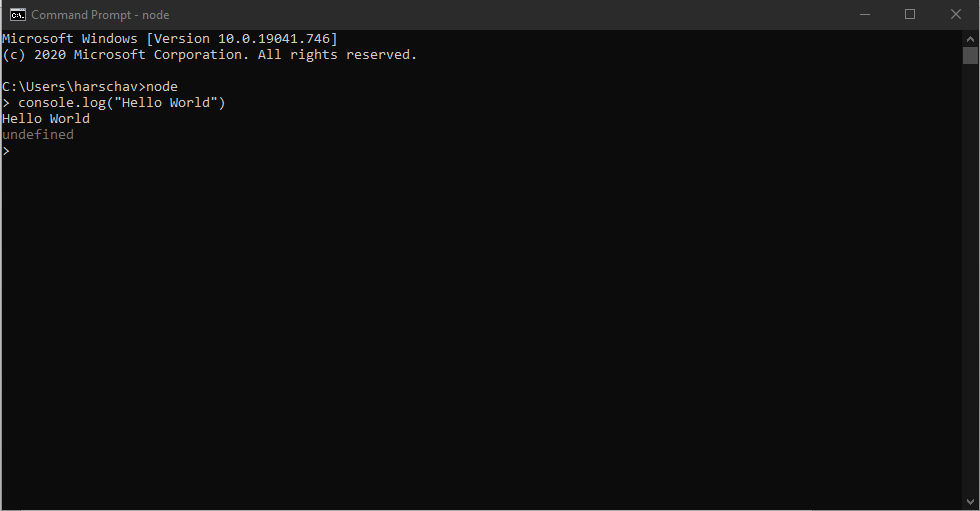 Command Prompt - node
Microsoft Windows [Version 10.0.19041.746]
(c) 2020 Microsoft Corporation. All rights reserved.
C:\Users\harschav>node
> console.log("Hello World")
Hello World
undefined
>